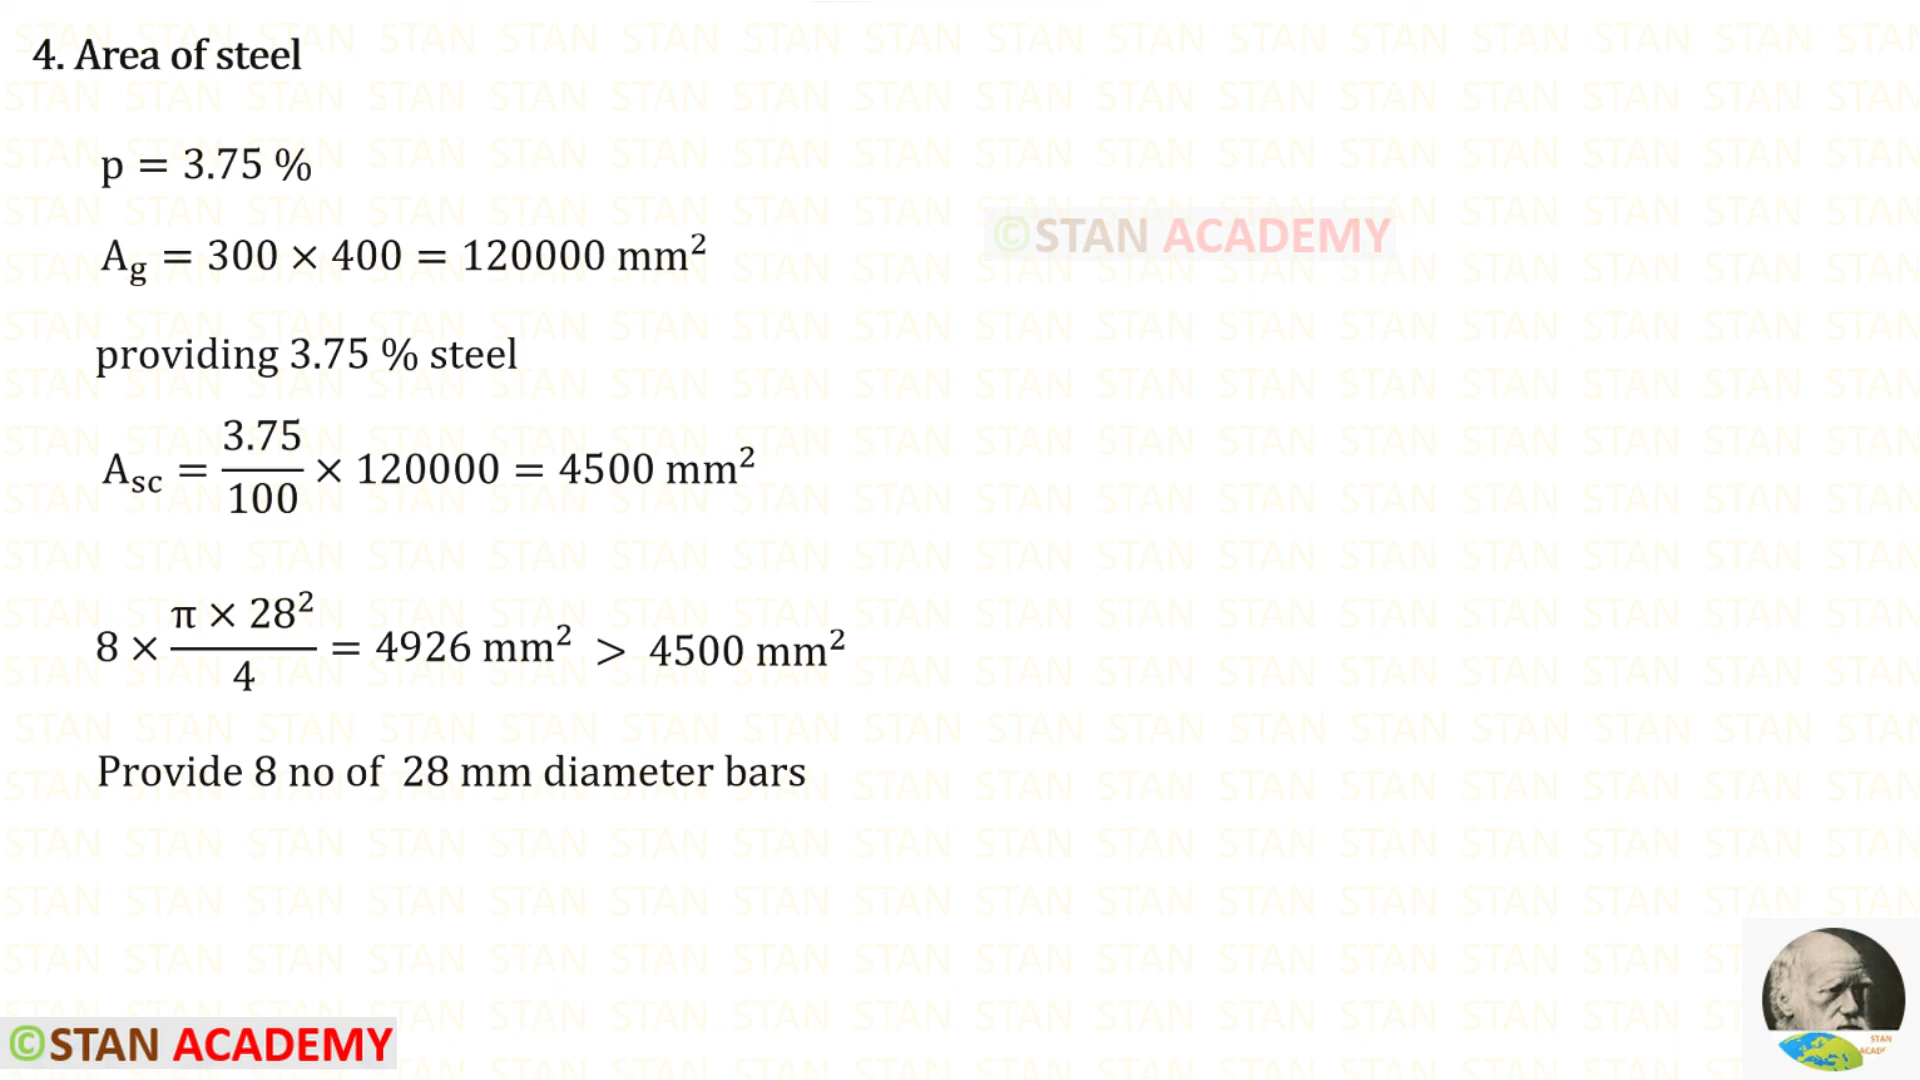 4. Area of steel
p = 3.75 %
A_g = 300 × 400 = 120000 mm²
©STAN ACADEMY
providing 3.75 % steel
A_sc = 3.75/100 × 120000 = 4500 mm²
8 × π × 28²/4 = 4926 mm² > 4500 mm²
Provide 8 no of 28 mm diameter bars
©STAN ACADEMY
STAN